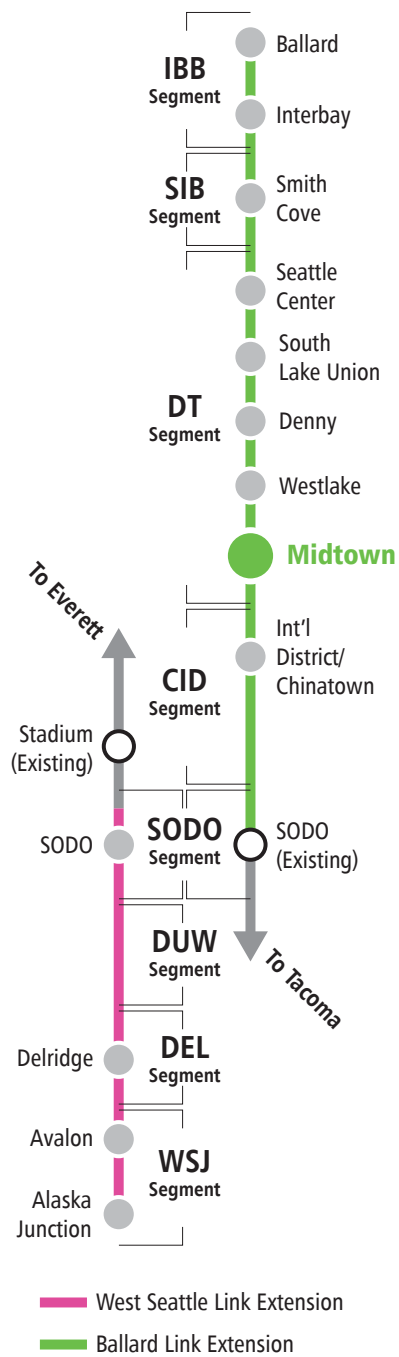 Ballard
IBB
Segment
Interbay
SIB
Segment
Smith
Cove
Seattle
Center
South
Lake Union
DT
Segment
Denny
Westlake
Midtown
To Everett
Int'l
District/
Chinatown
CID
Segment
Stadium
(Existing)
SODO
SODO
Segment
SODO
(Existing)
DUW
Segment
To Tacoma
Delridge
DEL
Segment
Avalon
WSJ
Segment
Alaska
Junction
West Seattle Link Extension
Ballard Link Extension